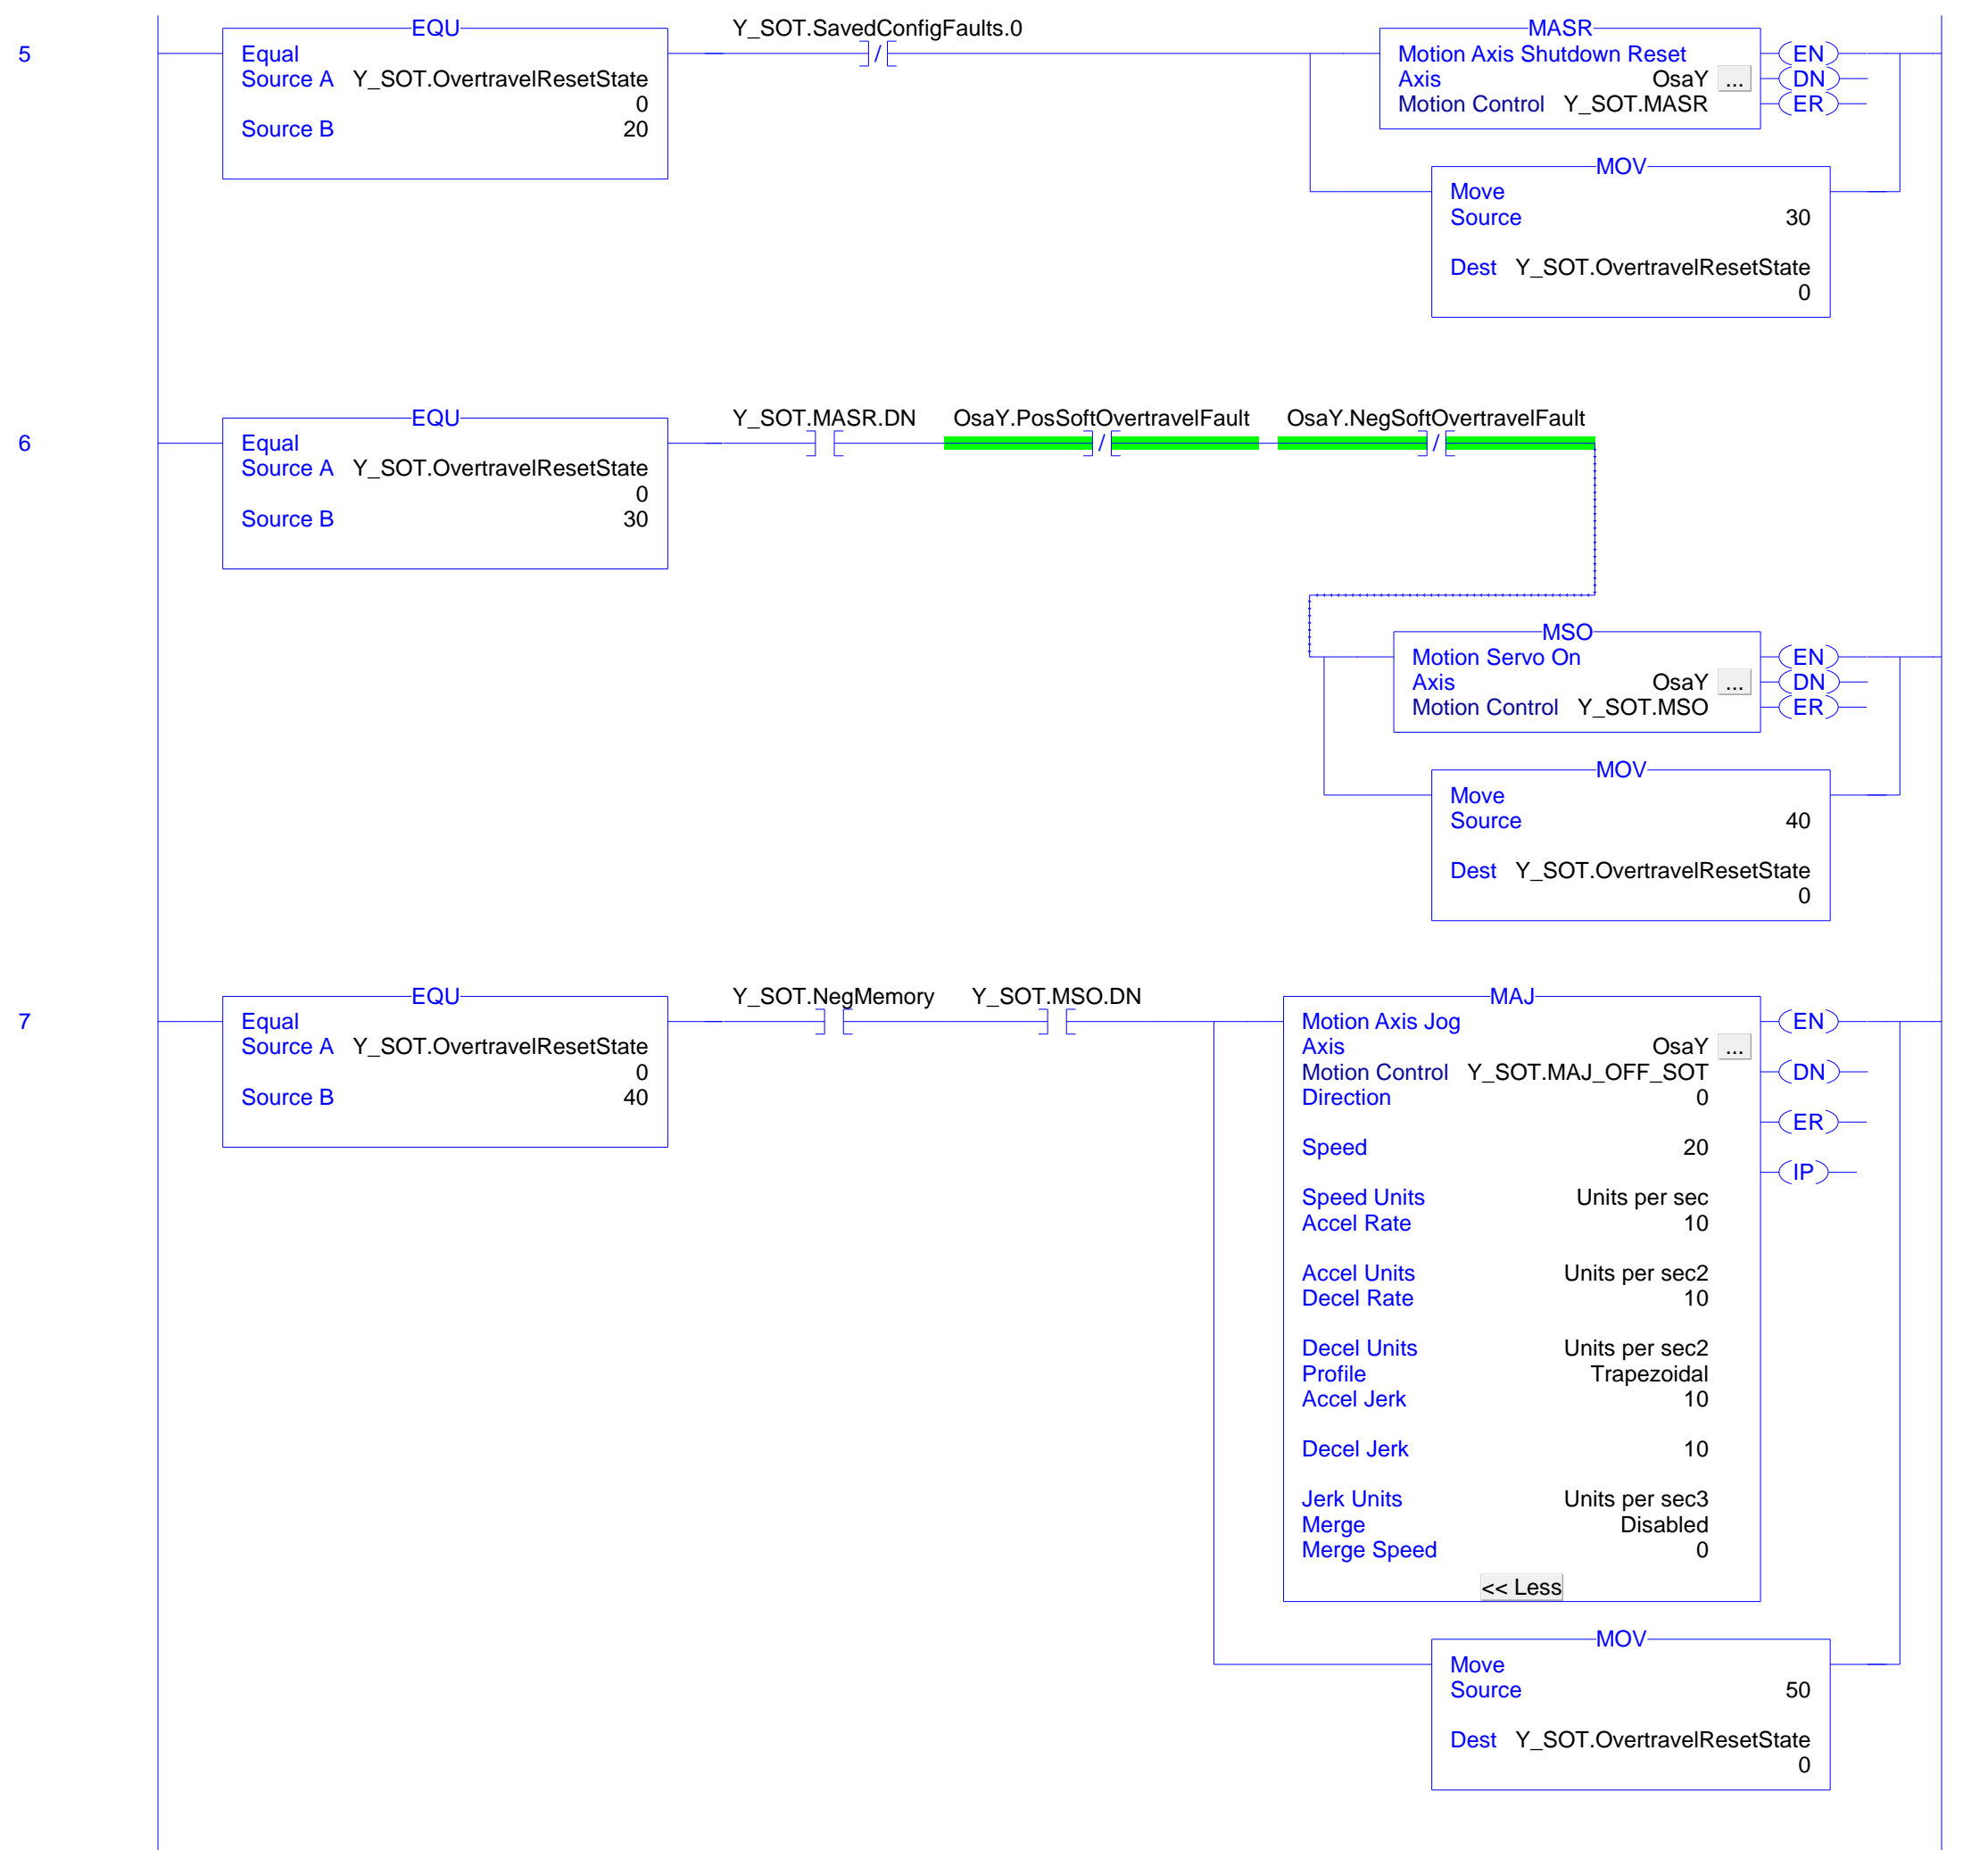 5
EQU
Equal
Source A Y_SOT.OvertravelResetState
0
Source B 20
Y_SOT.SavedConfigFaults.0
/
MASR
Motion Axis Shutdown Reset
Axis OsaY ...
Motion Control Y_SOT.MASR
EN
DN
ER
MOV
Move
Source 30
Dest Y_SOT.OvertravelResetState
0
6
EQU
Equal
Source A Y_SOT.OvertravelResetState
0
Source B 30
Y_SOT.MASR.DN
OsaY.PosSoftOvertravelFault
/
OsaY.NegSoftOvertravelFault
/
MSO
Motion Servo On
Axis OsaY ...
Motion Control Y_SOT.MSO
EN
DN
ER
MOV
Move
Source 40
Dest Y_SOT.OvertravelResetState
0
7
EQU
Equal
Source A Y_SOT.OvertravelResetState
0
Source B 40
Y_SOT.NegMemory
Y_SOT.MSO.DN
MAJ
Motion Axis Jog
Axis OsaY ...
Motion Control Y_SOT.MAJ_OFF_SOT
Direction 0
Speed 20
Speed Units Units per sec
Accel Rate 10
Accel Units Units per sec2
Decel Rate 10
Decel Units Units per sec2
Profile Trapezoidal
Accel Jerk 10
Decel Jerk 10
Jerk Units Units per sec3
Merge Disabled
Merge Speed 0
<< Less
EN
DN
ER
IP
MOV
Move
Source 50
Dest Y_SOT.OvertravelResetState
0